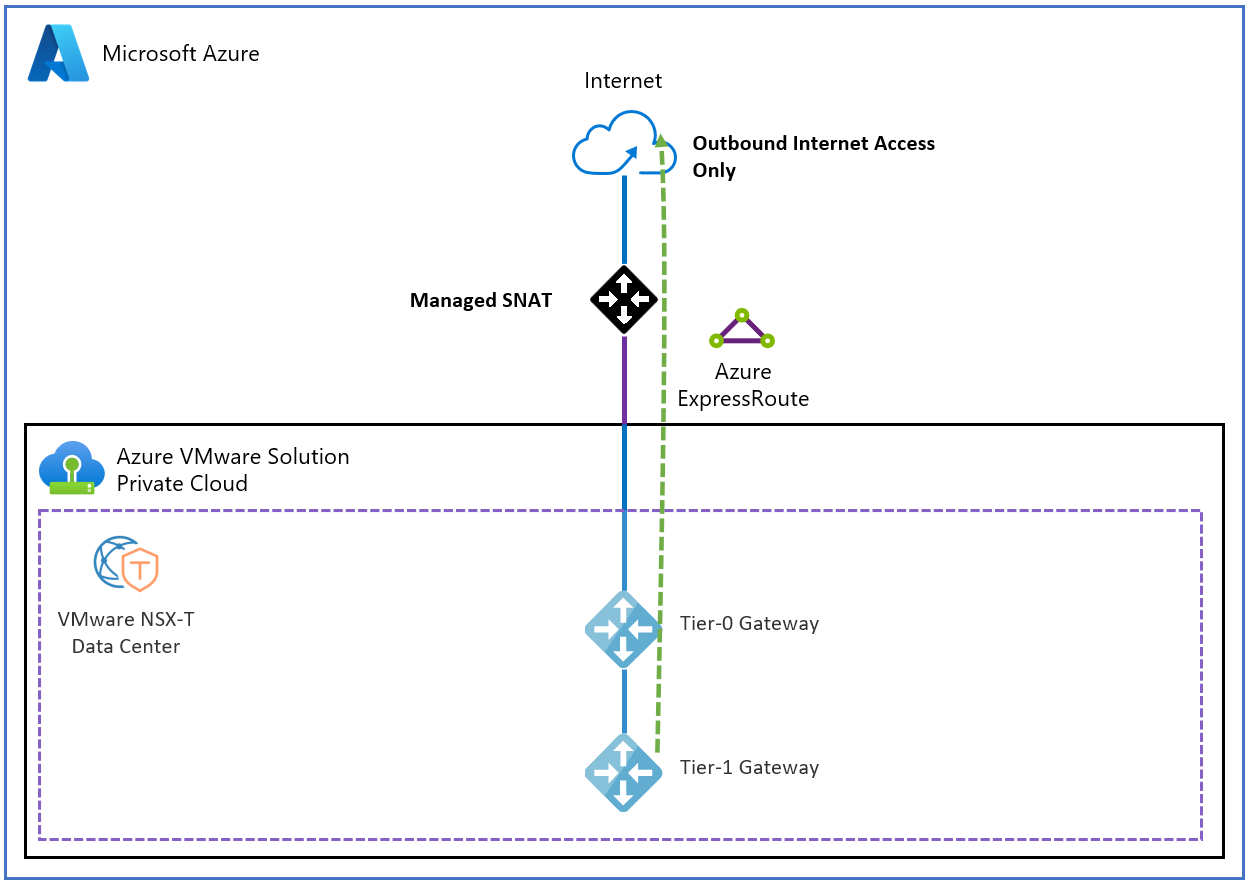 Microsoft Azure
Internet
Outbound Internet Access
Only
Managed SNAT
Azure
ExpressRoute
Azure VMware Solution
Private Cloud
VMware NSX-T
Data Center
Tier-0 Gateway
Tier-1 Gateway